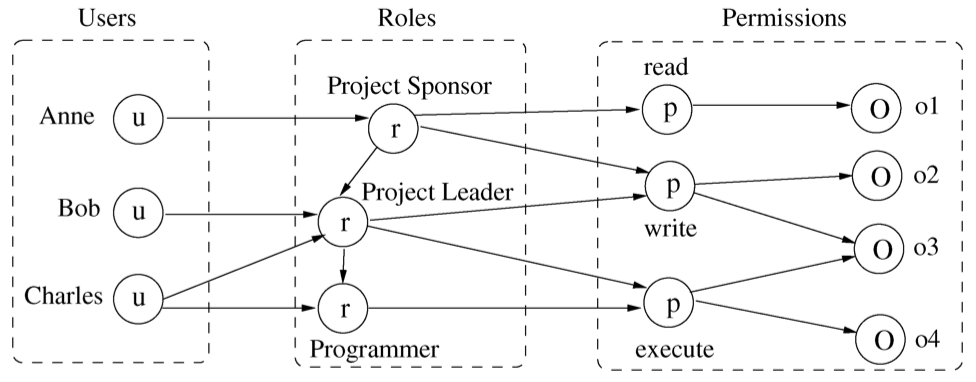 Users Roles Permissions
read
Project Sponsor
Anne u r p O o1
Project Leader
p O o2
Bob u r write O o3
Charles u r p
Programmer execute O o4